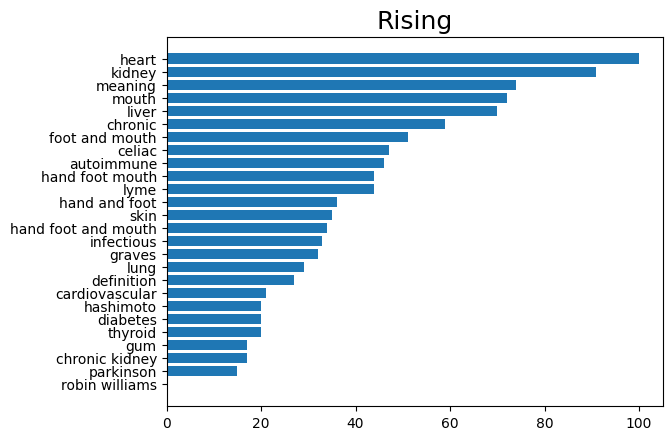 Rising
heart
kidney
meaning
mouth
liver
chronic
foot and mouth
celiac
autoimmune
hand foot mouth
lyme
hand and foot
skin
hand foot and mouth
infectious
graves
lung
definition
cardiovascular
hashimoto
diabetes
thyroid
gum
chronic kidney
parkinson
robin williams
0 20 40 60 80 100